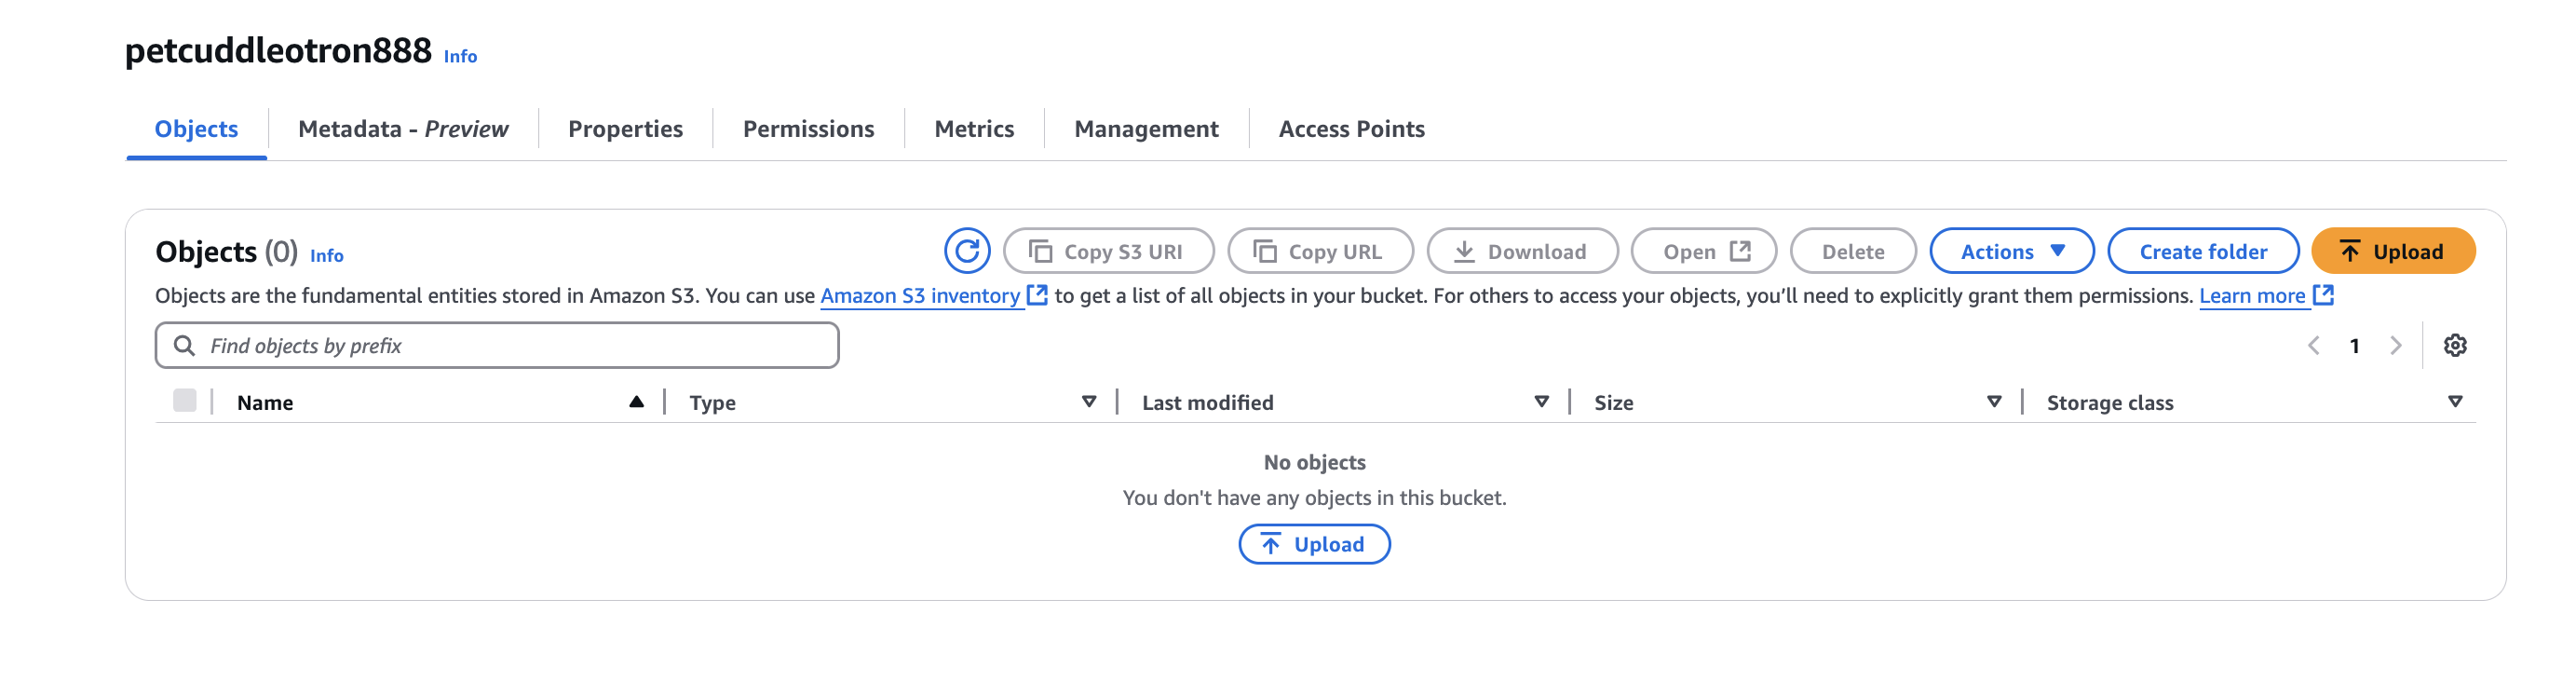 petcuddleotron888 Info
Objects Metadata - Preview Properties Permissions Metrics Management Access Points
Objects (0) Info Copy S3 URI Copy URL Download Open Delete Actions Create folder Upload
Objects are the fundamental entities stored in Amazon S3. You can use Amazon S3 inventory to get a list of all objects in your bucket. For others to access your objects, you’ll need to explicitly grant them permissions. Learn more
Find objects by prefix 1
Name Type Last modified Size Storage class
No objects
You don't have any objects in this bucket.
Upload